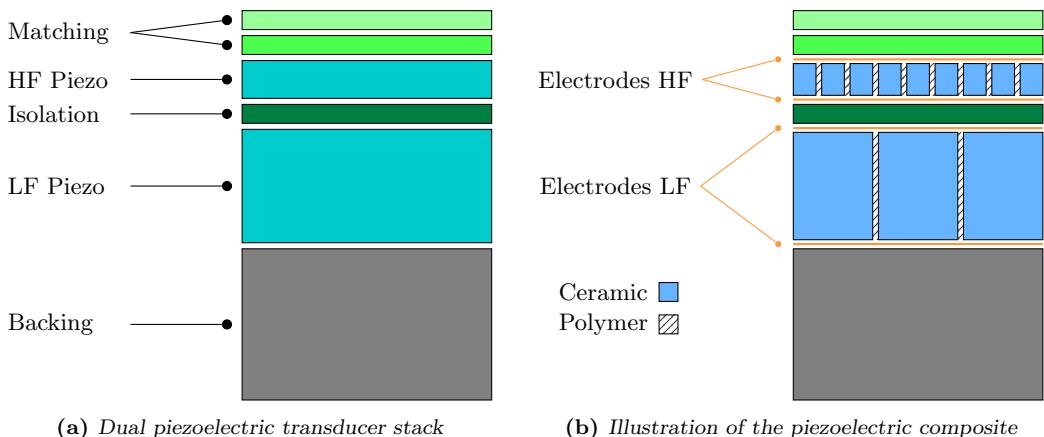 Matching
HF Piezo
Isolation
LF Piezo
Backing
(a) Dual piezoelectric transducer stack
Electrodes HF
Electrodes LF
Ceramic
Polymer
(b) Illustration of the piezoelectric composite